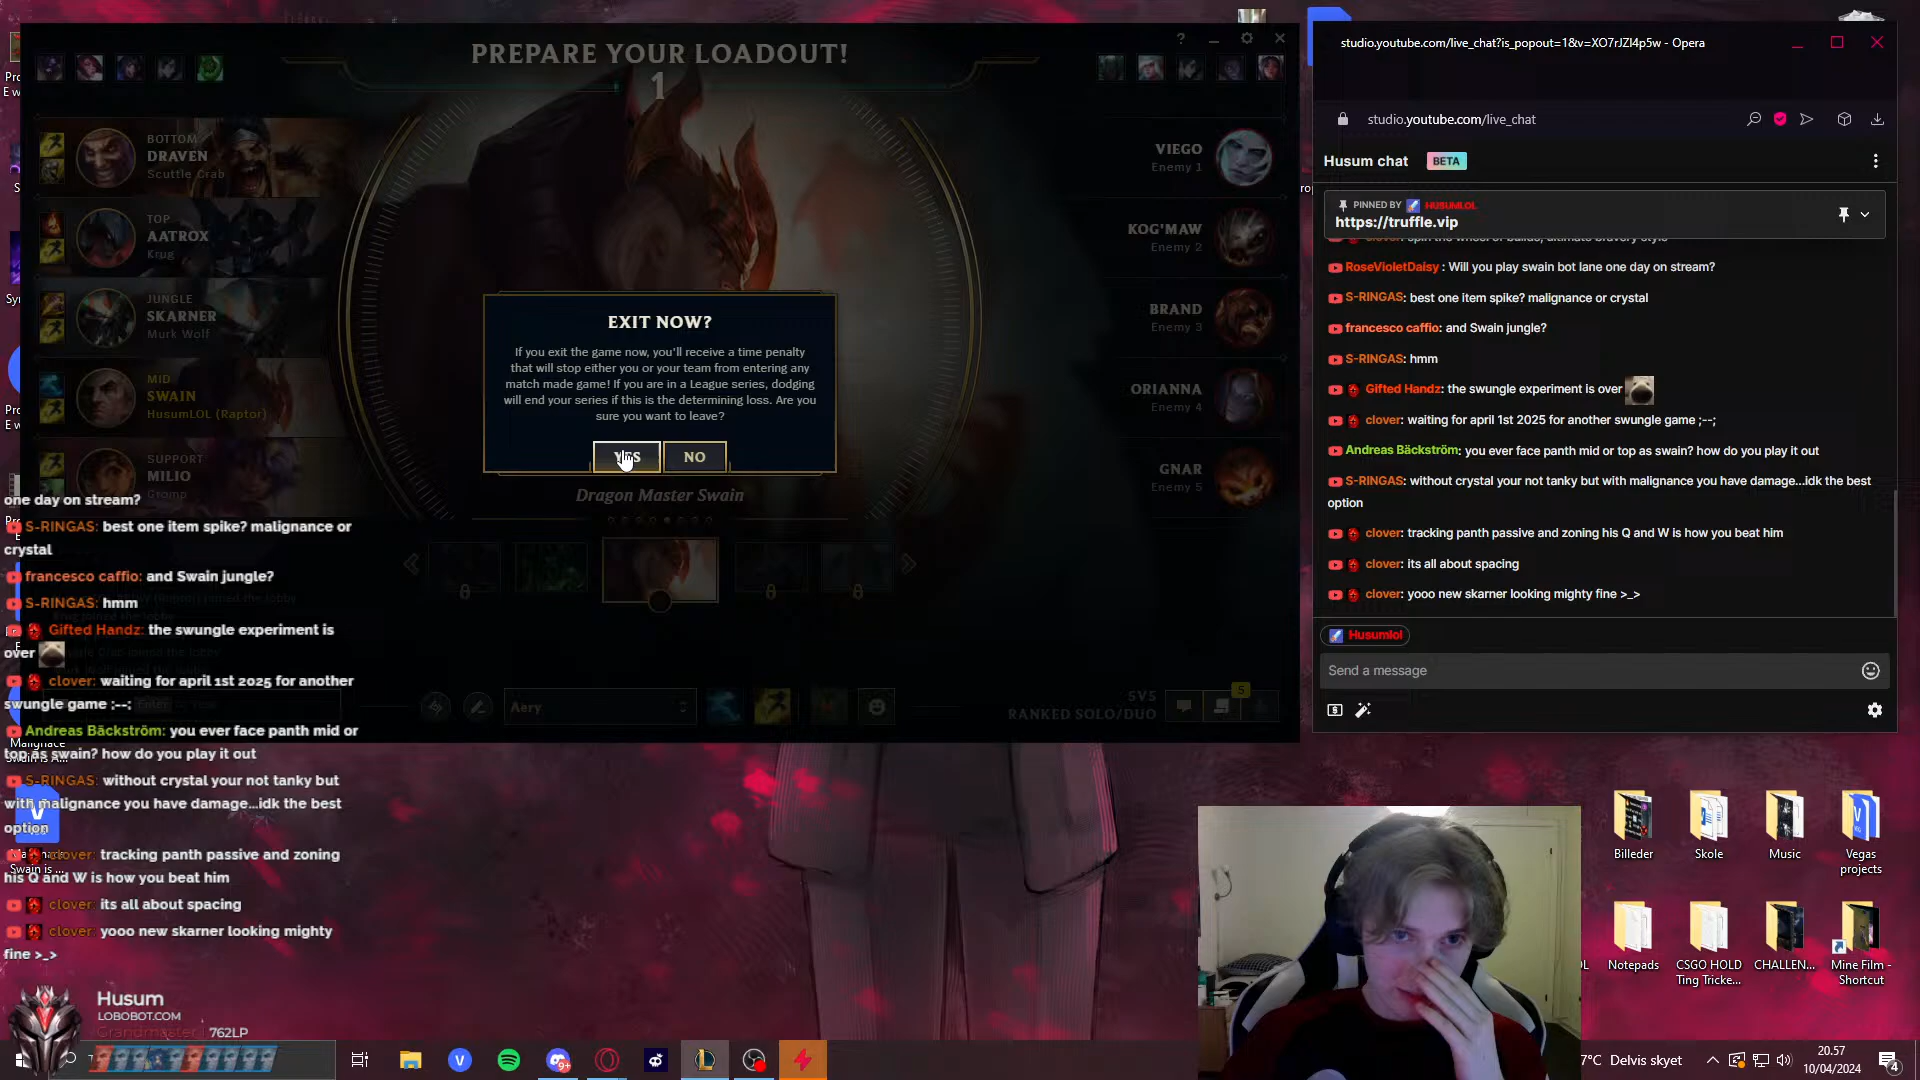 PREPARE YOUR LOADOUT!
1
BOTTOM
DRAVEN
Scuttle Crab
TOP
AATROX
Krug
JUNGLE
SKARNER
Murk Wolf
MID
SWAIN
HusumLOL (Raptor)
SUPPORT
MILIO
Gromp
VIEGO
Enemy 1
KOG'MAW
Enemy 2
BRAND
Enemy 3
ORIANNA
Enemy 4
GNAR
Enemy 5
EXIT NOW?
If you exit the game now, you'll receive a time penalty
that will stop either you or your team from entering any
match made game! If you are in a League series, dodging
will end your series if this is the determining loss. Are you
sure you want to leave?
YES
NO
Dragon Master Swain
Aery
5V5
RANKED SOLO/DUO
5
one day on stream?
S-RINGAS: best one item spike? malignance or
crystal
francesco caffio: and Swain jungle?
S-RINGAS: hmm
Gifted Handz: the swungle experiment is
over
clover: waiting for april 1st 2025 for another
swungle game ;--;
Andreas Bäckström: you ever face panth mid or
top as swain? how do you play it out
S-RINGAS: without crystal your not tanky but
with malignance you have damage...idk the best
option
clover: tracking panth passive and zoning
his Q and W is how you beat him
clover: its all about spacing
clover: yooo new skarner looking mighty
fine >_>
Husum
LOBOBOT.COM
Grandmaster 762LP
studio.youtube.com/live_chat?is_popout=1&v=XO7rJZl4p5w - Opera
studio.youtube.com/live_chat
Husum chat
BETA
PINNED BY HUSUMLOL
https://truffle.vip
clover: spin the wheel of builds, ultimate bravery style
RoseVioletDaisy : Will you play swain bot lane one day on stream?
S-RINGAS: best one item spike? malignance or crystal
francesco caffio: and Swain jungle?
S-RINGAS: hmm
Gifted Handz: the swungle experiment is over
clover: waiting for april 1st 2025 for another swungle game ;--;
Andreas Bäckström: you ever face panth mid or top as swain? how do you play it out
S-RINGAS: without crystal your not tanky but with malignance you have damage...idk the best
option
clover: tracking panth passive and zoning his Q and W is how you beat him
clover: its all about spacing
clover: yooo new skarner looking mighty fine >_>
Husumlol
Send a message
Billeder
Skole
Music
Vegas
projects
Notepads
CSGO HOLD
Ting Tricke...
CHALLEN...
Mine Film -
Shortcut
7°C Delvis skyet
20.57
10/04/2024
4